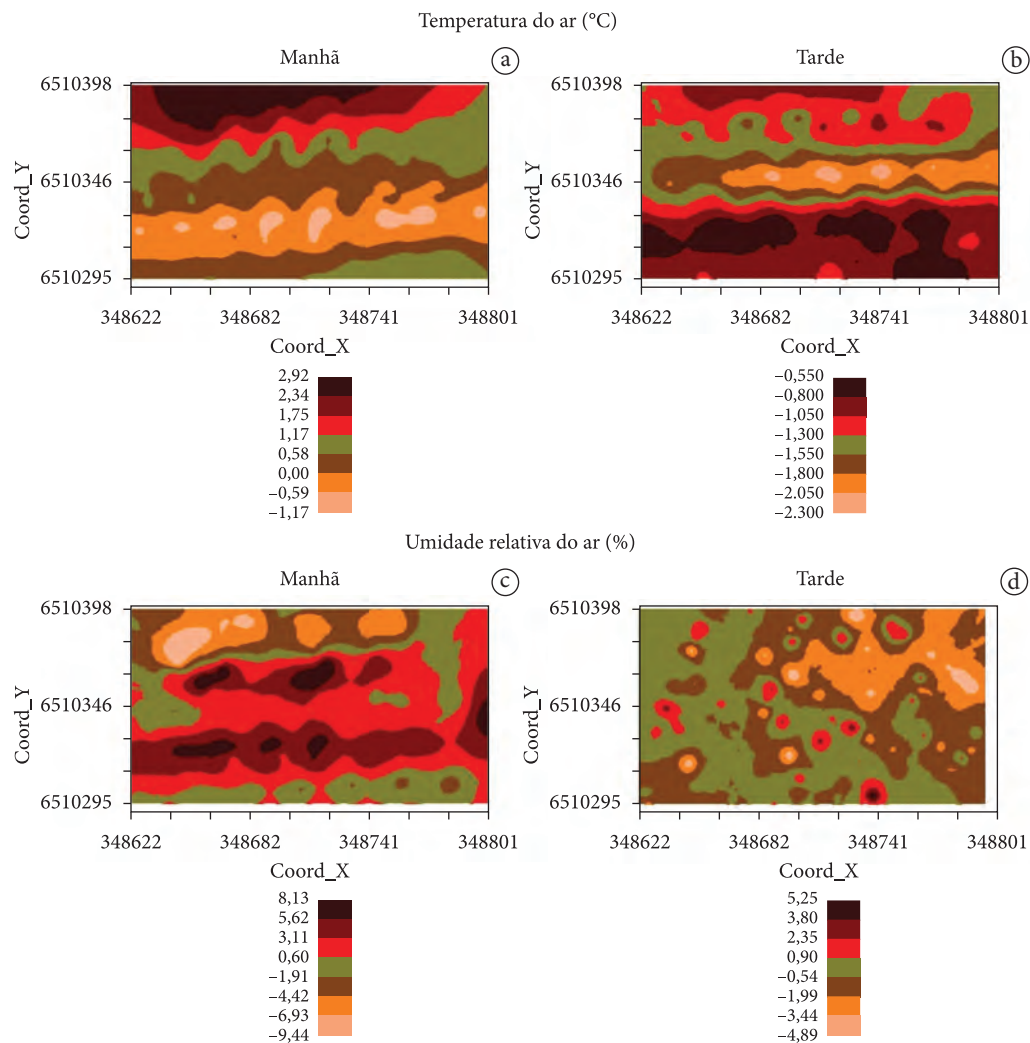 Temperatura do ar (°C)
Manhã
a
Tarde
b
6510398
6510346
6510295
Coord_Y
348622 348682 348741 348801
Coord_X
6510398
6510346
6510295
Coord_Y
348622 348682 348741 348801
Coord_X
2,92
2,34
1,75
1,17
0,58
0,00
–0,59
–1,17
–0,550
–0,800
–1,050
–1,300
–1,550
–1,800
–2.050
–2.300
Umidade relativa do ar (%)
Manhã
c
Tarde
d
6510398
6510346
6510295
Coord_Y
348622 348682 348741 348801
Coord_X
6510398
6510346
6510295
Coord_Y
348622 348682 348741 348801
Coord_X
8,13
5,62
3,11
0,60
–1,91
–4,42
–6,93
–9,44
5,25
3,80
2,35
0,90
–0,54
–1,99
–3,44
–4,89